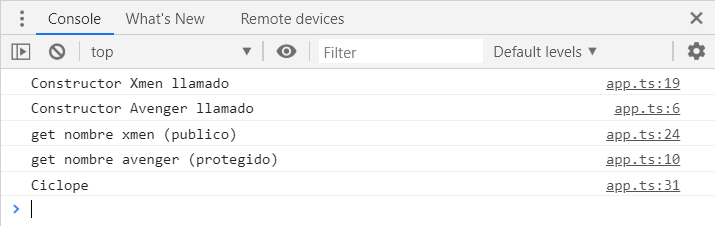 Console What's New Remote devices
top Filter Default levels
Constructor Xmen llamado app.ts:19
Constructor Avenger llamado app.ts:6
get nombre xmen (publico) app.ts:24
get nombre avenger (protegido) app.ts:10
Ciclope app.ts:31